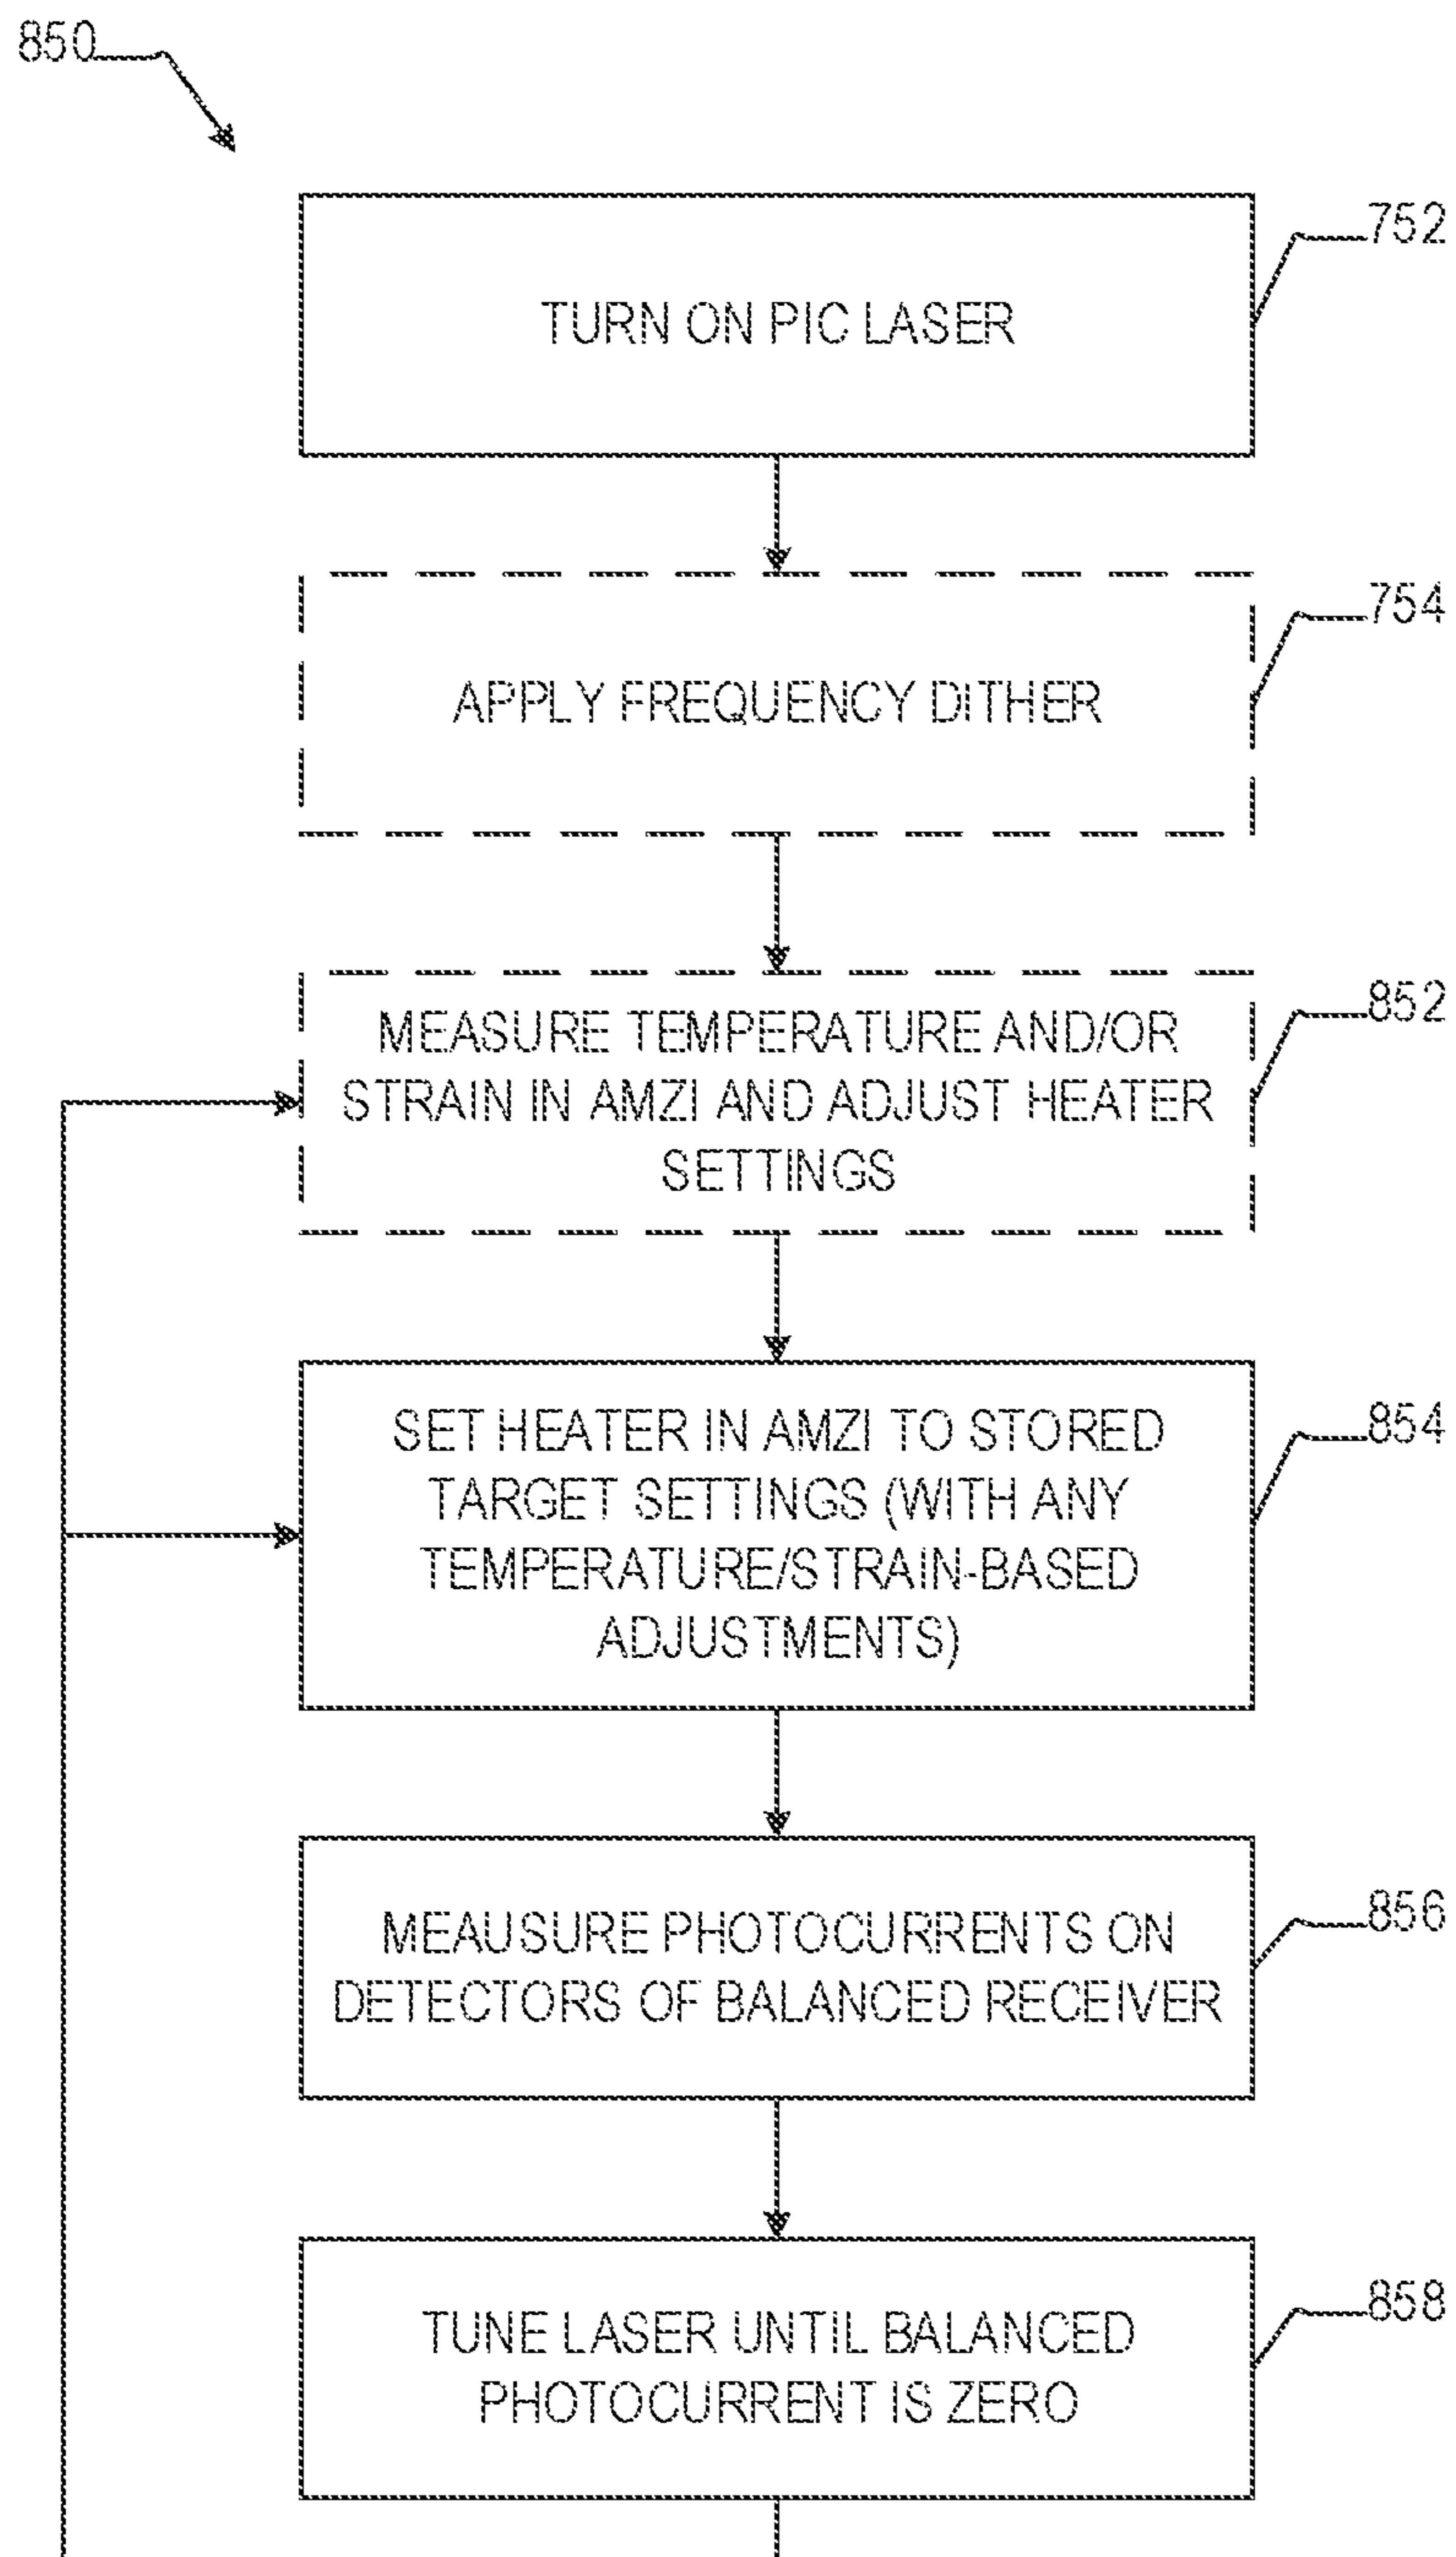 850
752
TURN ON PIC LASER
754
APPLY FREQUENCY DITHER
852
MEASURE TEMPERATURE AND/OR
STRAIN IN AMZI AND ADJUST HEATER
SETTINGS
854
SET HEATER IN AMZI TO STORED
TARGET SETTINGS (WITH ANY
TEMPERATURE/STRAIN-BASED
ADJUSTMENTS)
856
MEAUSURE PHOTOCURRENTS ON
DETECTORS OF BALANCED RECEIVER
858
TUNE LASER UNTIL BALANCED
PHOTOCURRENT IS ZERO